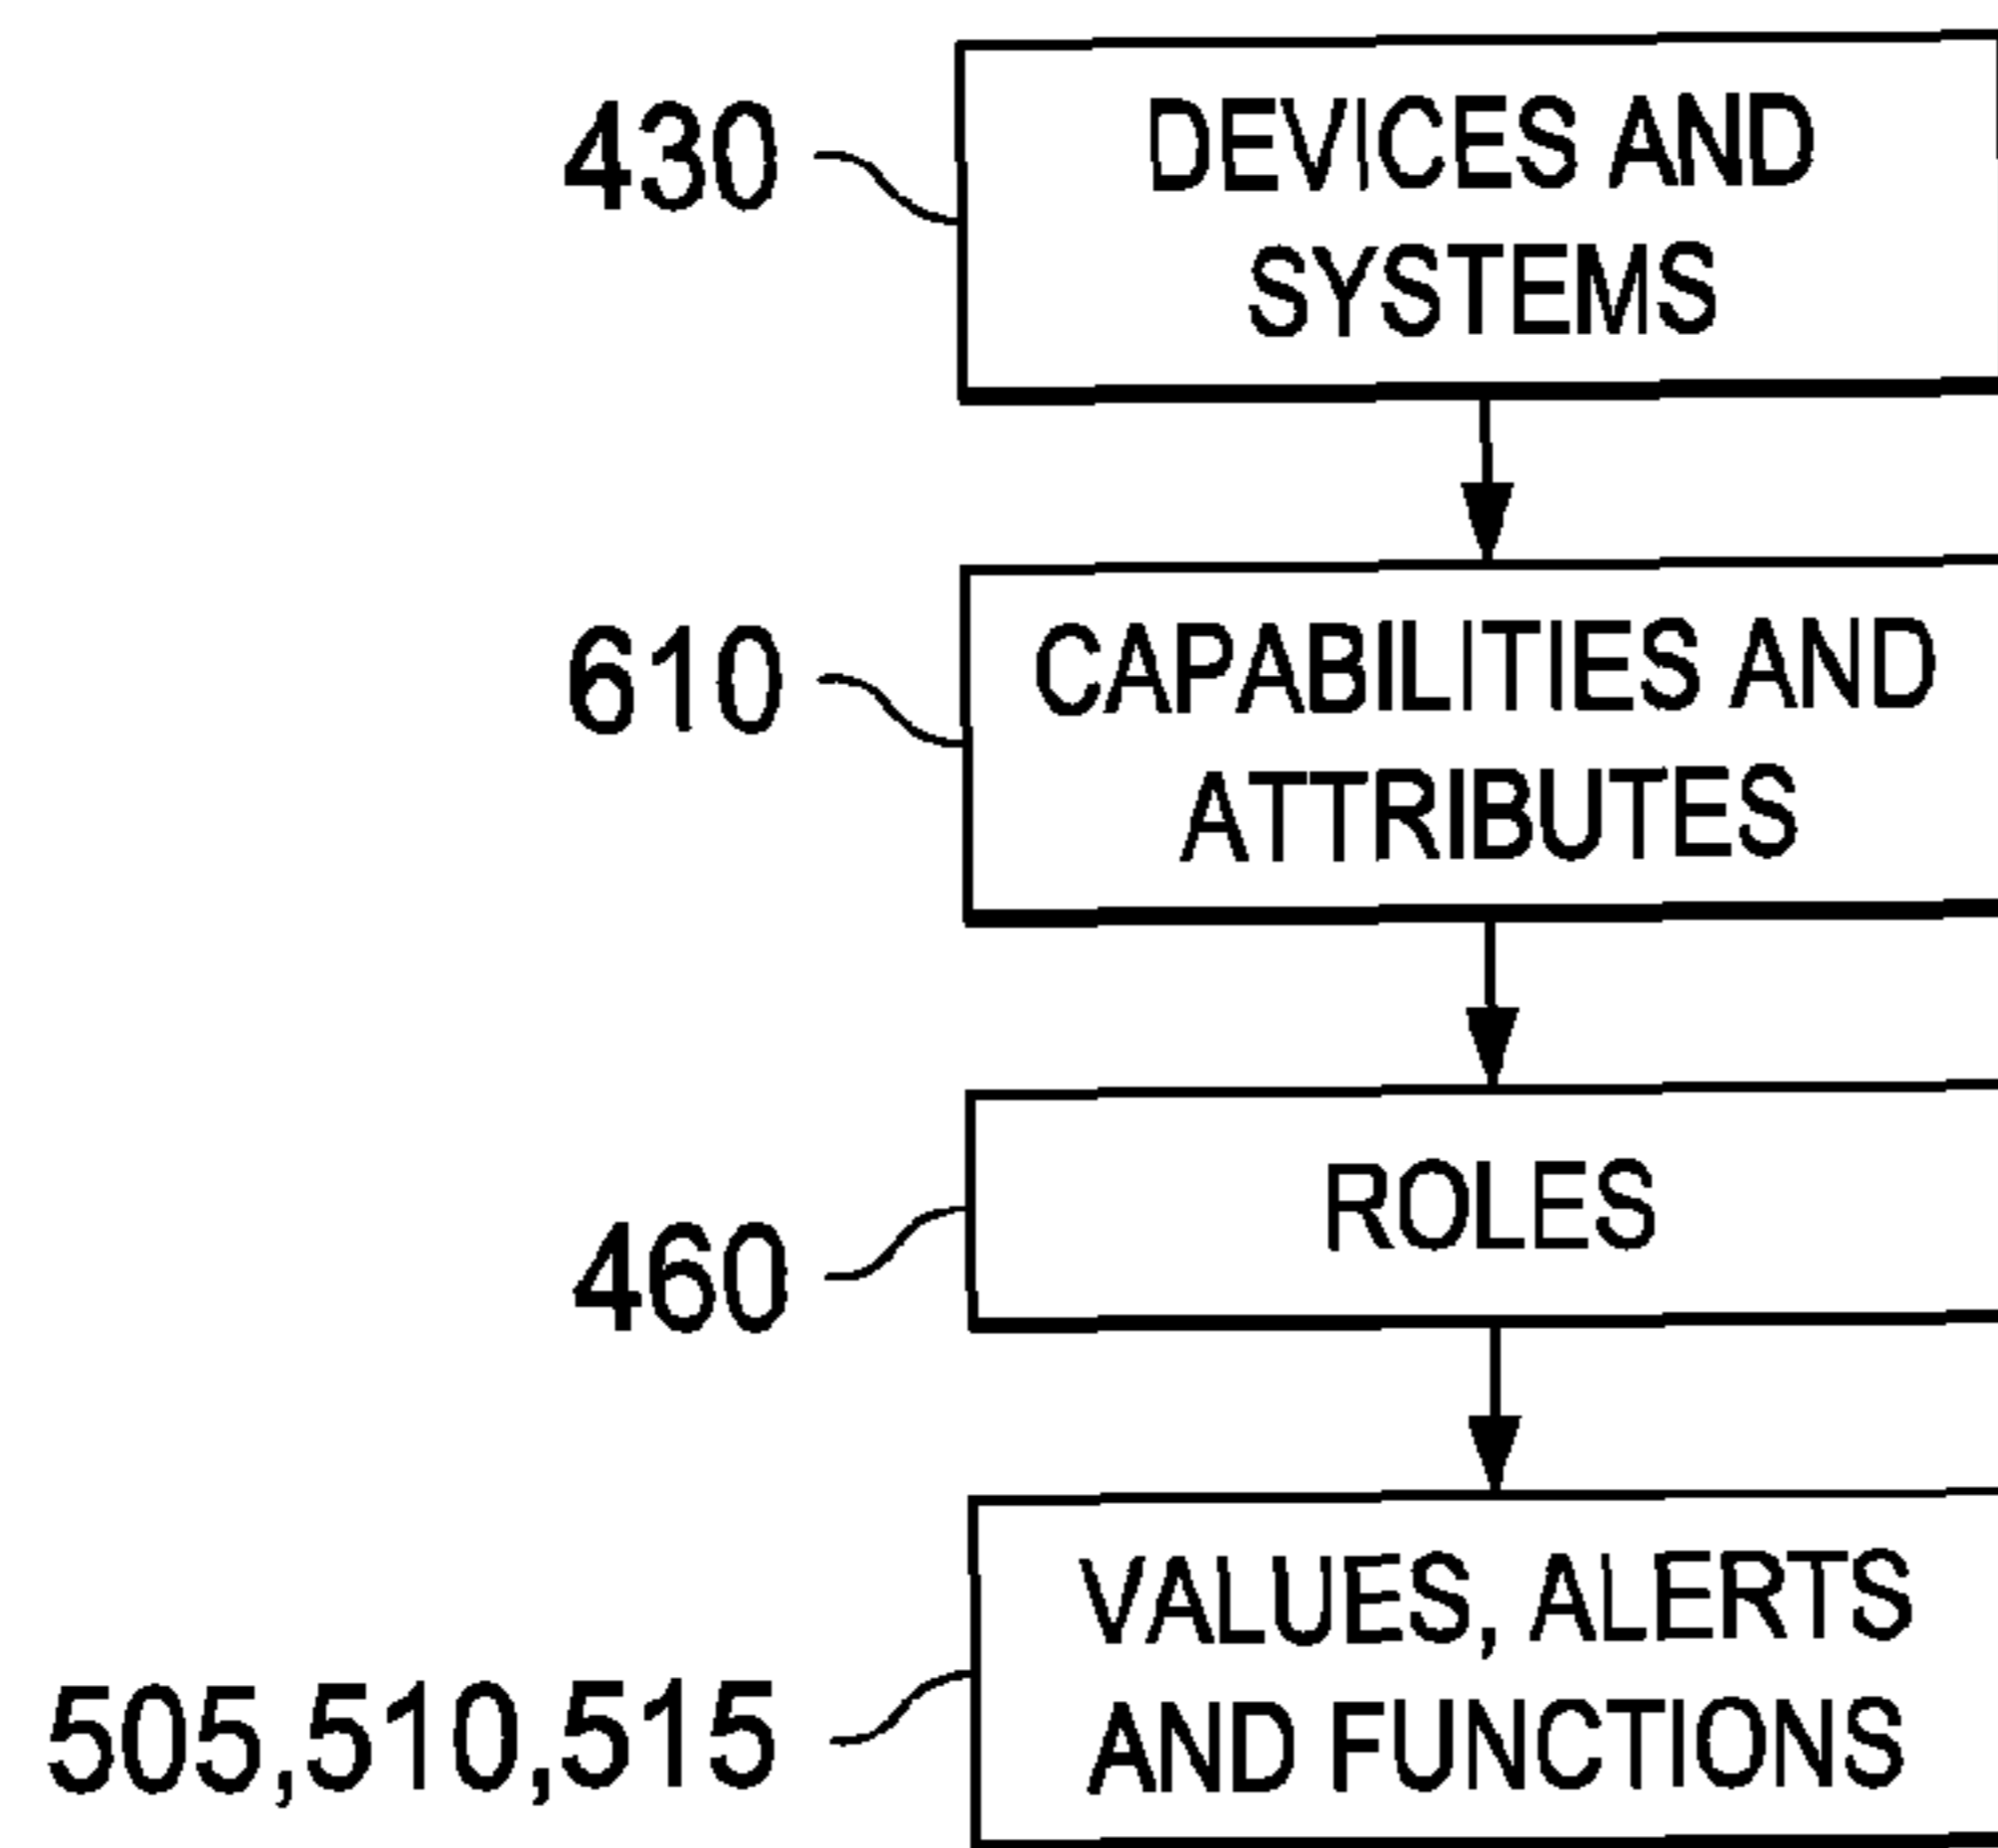 430
DEVICES AND
SYSTEMS
610
CAPABILITIES AND
ATTRIBUTES
460
ROLES
505,510,515
VALUES, ALERTS
AND FUNCTIONS